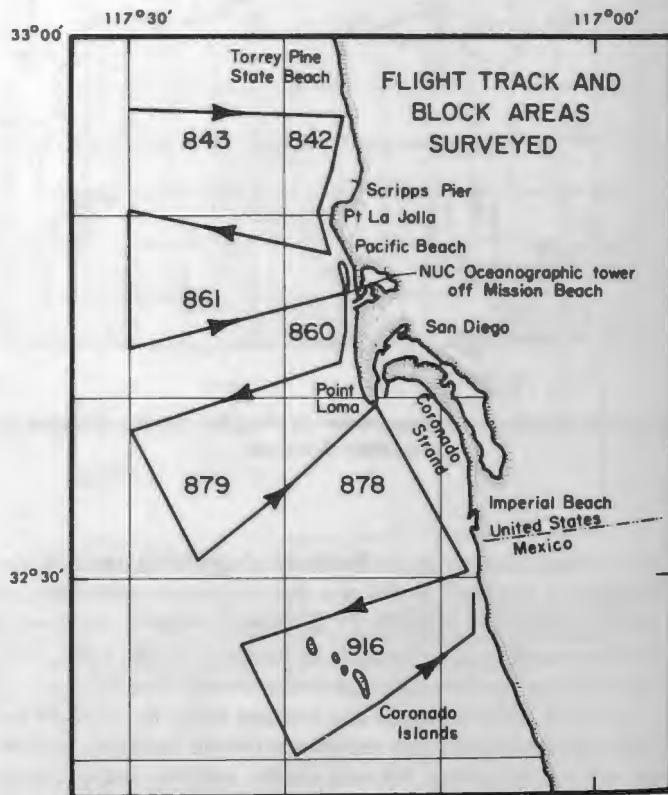 117°30'
117°00'
33°00'
Torrey Pine
State Beach
FLIGHT TRACK AND
BLOCK AREAS
SURVEYED
843
842
Scripps Pier
Pt La Jolla
Pacific Beach
NUC Oceanographic tower
off Mission Beach
861
860
San Diego
Point
Loma
Coronado
Strand
879
878
Imperial Beach
United States
Mexico
32°30'
916
Coronado
Islands